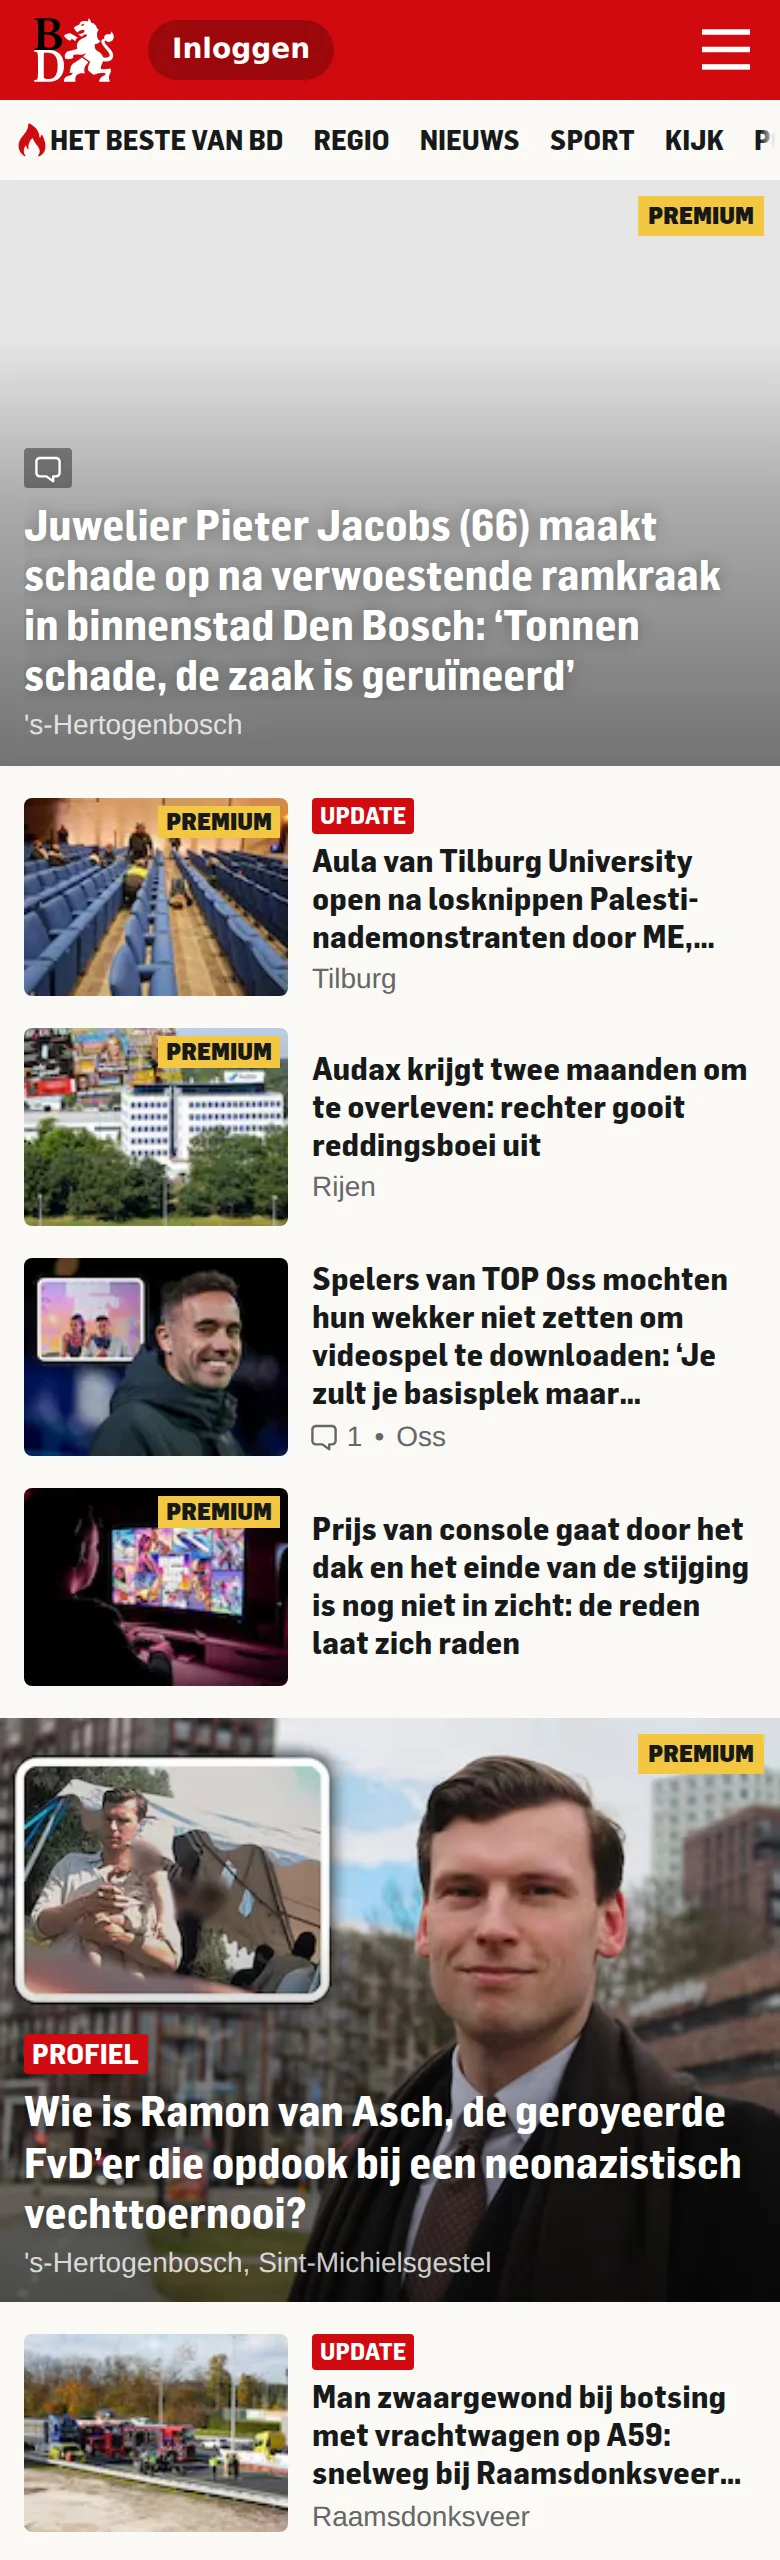 B
D
Inloggen
HET BESTE VAN BD REGIO NIEUWS SPORT KIJK
PREMIUM
Juwelier Pieter Jacobs (66) maakt
schade op na verwoestende ramkraak
in binnenstad Den Bosch: ‘Tonnen
schade, de zaak is geruïneerd’
's-Hertogenbosch
PREMIUM
UPDATE
Aula van Tilburg University
open na losknippen Palesti-
nademonstranten door ME,...
Tilburg
PREMIUM
Audax krijgt twee maanden om
te overleven: rechter gooit
reddingsboei uit
Rijen
Spelers van TOP Oss mochten
hun wekker niet zetten om
videospel te downloaden: ‘Je
zult je basisplek maar...
1 • Oss
PREMIUM
Prijs van console gaat door het
dak en het einde van de stijging
is nog niet in zicht: de reden
laat zich raden
PREMIUM
PROFIEL
Wie is Ramon van Asch, de geroyeerde
FvD’er die opdook bij een neonazistisch
vechttoernooi?
's-Hertogenbosch, Sint-Michielsgestel
UPDATE
Man zwaargewond bij botsing
met vrachtwagen op A59:
snelweg bij Raamsdonksveer...
Raamsdonksveer